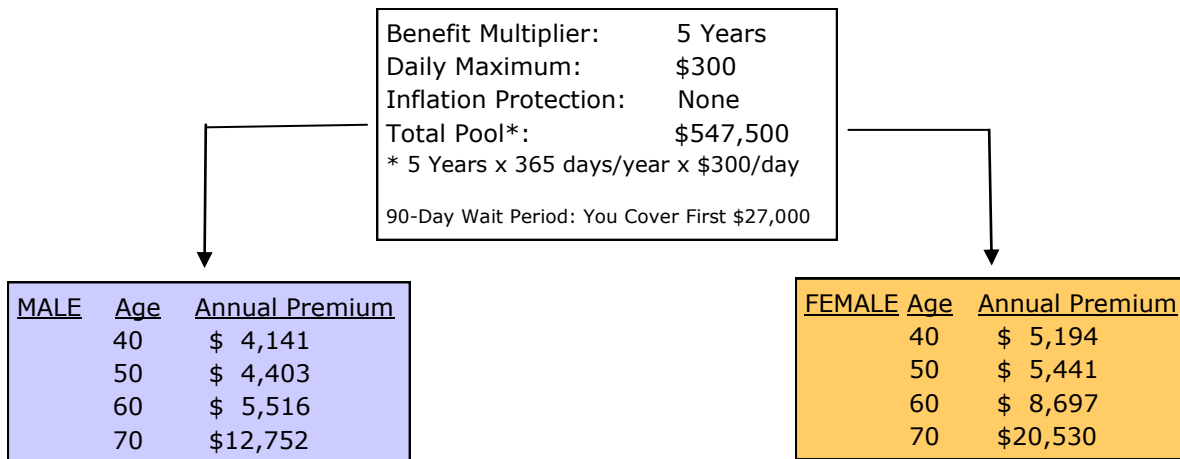 Benefit Multiplier: 5 Years
Daily Maximum: $300
Inflation Protection: None
Total Pool*: $547,500
* 5 Years x 365 days/year x $300/day
90-Day Wait Period: You Cover First $27,000
MALE Age Annual Premium
40 $ 4,141
50 $ 4,403
60 $ 5,516
70 $12,752
FEMALE Age Annual Premium
40 $ 5,194
50 $ 5,441
60 $ 8,697
70 $20,530